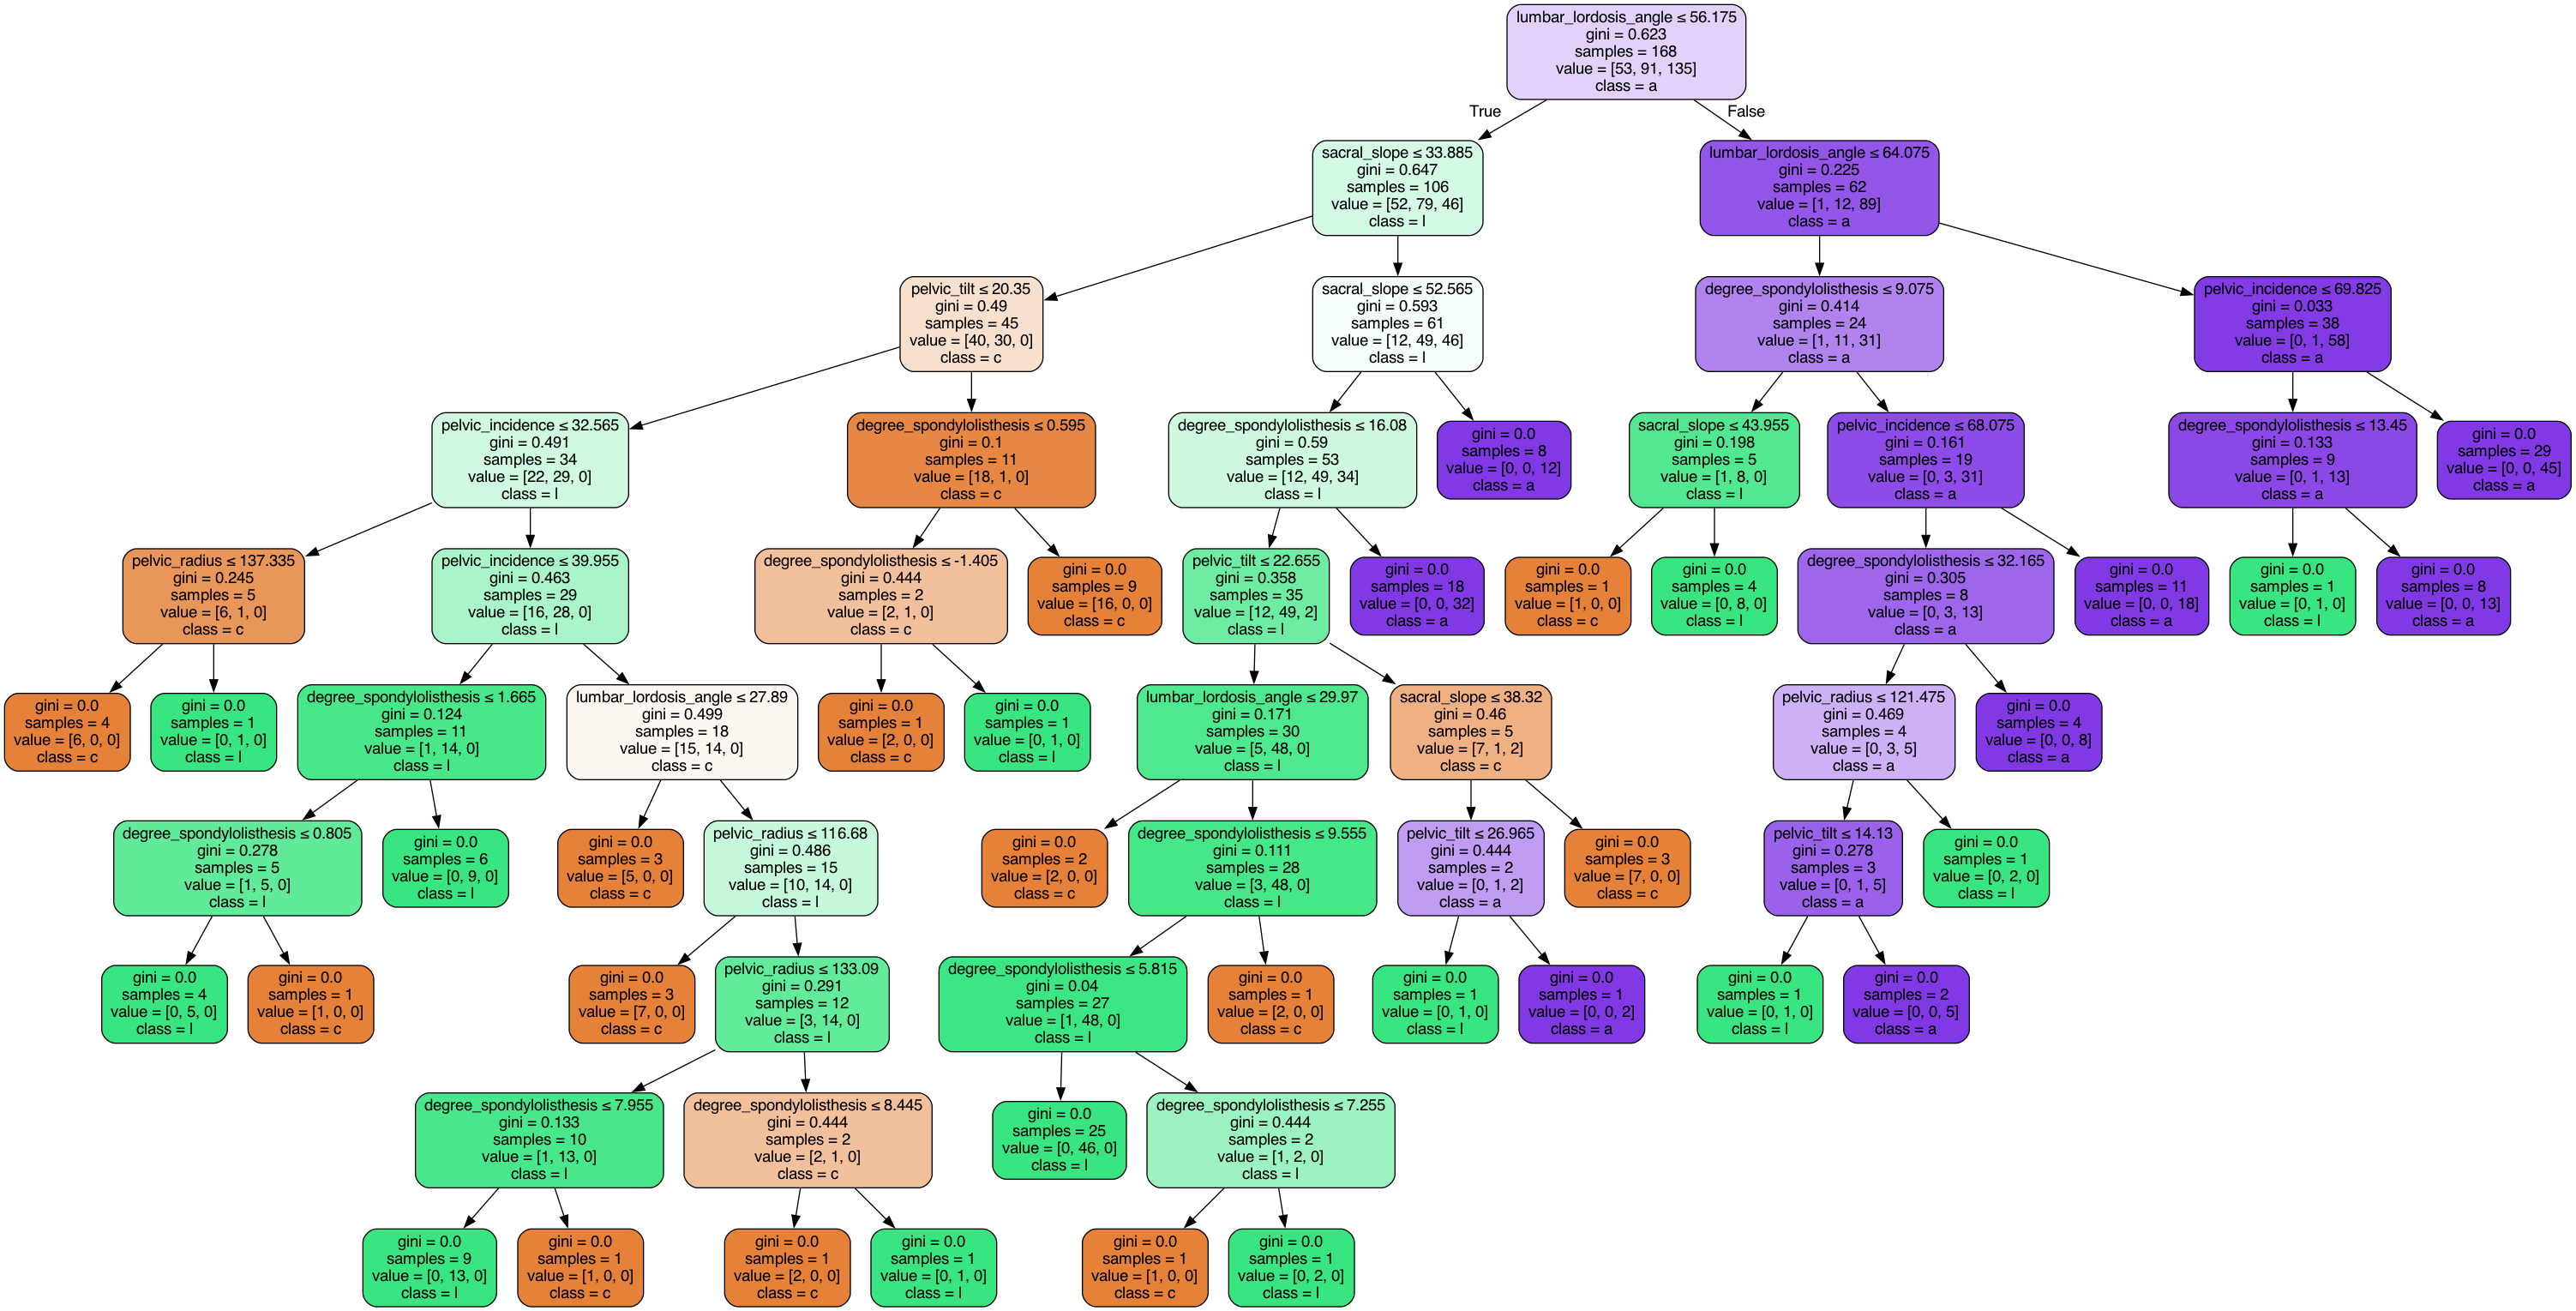 lumbar_lordosis_angle ≤ 56.175
gini = 0.623
samples = 168
value = [53, 91, 135]
class = a
True
False
sacral_slope ≤ 33.885
gini = 0.647
samples = 106
value = [52, 79, 46]
class = l
lumbar_lordosis_angle ≤ 64.075
gini = 0.225
samples = 62
value = [1, 12, 89]
class = a
pelvic_tilt ≤ 20.35
gini = 0.49
samples = 45
value = [40, 30, 0]
class = c
sacral_slope ≤ 52.565
gini = 0.593
samples = 61
value = [12, 49, 46]
class = l
degree_spondylolisthesis ≤ 9.075
gini = 0.414
samples = 24
value = [1, 11, 31]
class = a
pelvic_incidence ≤ 69.825
gini = 0.033
samples = 38
value = [0, 1, 58]
class = a
pelvic_incidence ≤ 32.565
gini = 0.491
samples = 34
value = [22, 29, 0]
class = l
degree_spondylolisthesis ≤ 0.595
gini = 0.1
samples = 11
value = [18, 1, 0]
class = c
degree_spondylolisthesis ≤ 16.08
gini = 0.59
samples = 53
value = [12, 49, 34]
class = l
gini = 0.0
samples = 8
value = [0, 0, 12]
class = a
sacral_slope ≤ 43.955
gini = 0.198
samples = 5
value = [1, 8, 0]
class = l
pelvic_incidence ≤ 68.075
gini = 0.161
samples = 19
value = [0, 3, 31]
class = a
degree_spondylolisthesis ≤ 13.45
gini = 0.133
samples = 9
value = [0, 1, 13]
class = a
gini = 0.0
samples = 29
value = [0, 0, 45]
class = a
pelvic_radius ≤ 137.335
gini = 0.245
samples = 5
value = [6, 1, 0]
class = c
pelvic_incidence ≤ 39.955
gini = 0.463
samples = 29
value = [16, 28, 0]
class = l
degree_spondylolisthesis ≤ -1.405
gini = 0.444
samples = 2
value = [2, 1, 0]
class = c
gini = 0.0
samples = 9
value = [16, 0, 0]
class = c
pelvic_tilt ≤ 22.655
gini = 0.358
samples = 35
value = [12, 49, 2]
class = l
gini = 0.0
samples = 18
value = [0, 0, 32]
class = a
gini = 0.0
samples = 1
value = [1, 0, 0]
class = c
gini = 0.0
samples = 4
value = [0, 8, 0]
class = l
degree_spondylolisthesis ≤ 32.165
gini = 0.305
samples = 8
value = [0, 3, 13]
class = a
gini = 0.0
samples = 11
value = [0, 0, 18]
class = a
gini = 0.0
samples = 1
value = [0, 1, 0]
class = l
gini = 0.0
samples = 8
value = [0, 0, 13]
class = a
gini = 0.0
samples = 4
value = [6, 0, 0]
class = c
gini = 0.0
samples = 1
value = [0, 1, 0]
class = l
degree_spondylolisthesis ≤ 1.665
gini = 0.124
samples = 11
value = [1, 14, 0]
class = l
lumbar_lordosis_angle ≤ 27.89
gini = 0.499
samples = 18
value = [15, 14, 0]
class = c
gini = 0.0
samples = 1
value = [2, 0, 0]
class = c
gini = 0.0
samples = 1
value = [0, 1, 0]
class = l
lumbar_lordosis_angle ≤ 29.97
gini = 0.171
samples = 30
value = [5, 48, 0]
class = l
sacral_slope ≤ 38.32
gini = 0.46
samples = 5
value = [7, 1, 2]
class = c
pelvic_radius ≤ 121.475
gini = 0.469
samples = 4
value = [0, 3, 5]
class = a
gini = 0.0
samples = 4
value = [0, 0, 8]
class = a
degree_spondylolisthesis ≤ 0.805
gini = 0.278
samples = 5
value = [1, 5, 0]
class = l
gini = 0.0
samples = 6
value = [0, 9, 0]
class = l
gini = 0.0
samples = 3
value = [5, 0, 0]
class = c
pelvic_radius ≤ 116.68
gini = 0.486
samples = 15
value = [10, 14, 0]
class = l
gini = 0.0
samples = 2
value = [2, 0, 0]
class = c
degree_spondylolisthesis ≤ 9.555
gini = 0.111
samples = 28
value = [3, 48, 0]
class = l
pelvic_tilt ≤ 26.965
gini = 0.444
samples = 2
value = [0, 1, 2]
class = a
gini = 0.0
samples = 3
value = [7, 0, 0]
class = c
pelvic_tilt ≤ 14.13
gini = 0.278
samples = 3
value = [0, 1, 5]
class = a
gini = 0.0
samples = 1
value = [0, 2, 0]
class = l
gini = 0.0
samples = 4
value = [0, 5, 0]
class = l
gini = 0.0
samples = 1
value = [1, 0, 0]
class = c
gini = 0.0
samples = 3
value = [7, 0, 0]
class = c
pelvic_radius ≤ 133.09
gini = 0.291
samples = 12
value = [3, 14, 0]
class = l
degree_spondylolisthesis ≤ 5.815
gini = 0.04
samples = 27
value = [1, 48, 0]
class = l
gini = 0.0
samples = 1
value = [2, 0, 0]
class = c
gini = 0.0
samples = 1
value = [0, 1, 0]
class = l
gini = 0.0
samples = 1
value = [0, 0, 2]
class = a
gini = 0.0
samples = 1
value = [0, 1, 0]
class = l
gini = 0.0
samples = 2
value = [0, 0, 5]
class = a
degree_spondylolisthesis ≤ 7.955
gini = 0.133
samples = 10
value = [1, 13, 0]
class = l
degree_spondylolisthesis ≤ 8.445
gini = 0.444
samples = 2
value = [2, 1, 0]
class = c
gini = 0.0
samples = 25
value = [0, 46, 0]
class = l
degree_spondylolisthesis ≤ 7.255
gini = 0.444
samples = 2
value = [1, 2, 0]
class = l
gini = 0.0
samples = 9
value = [0, 13, 0]
class = l
gini = 0.0
samples = 1
value = [1, 0, 0]
class = c
gini = 0.0
samples = 1
value = [2, 0, 0]
class = c
gini = 0.0
samples = 1
value = [0, 1, 0]
class = l
gini = 0.0
samples = 1
value = [1, 0, 0]
class = c
gini = 0.0
samples = 1
value = [0, 2, 0]
class = l